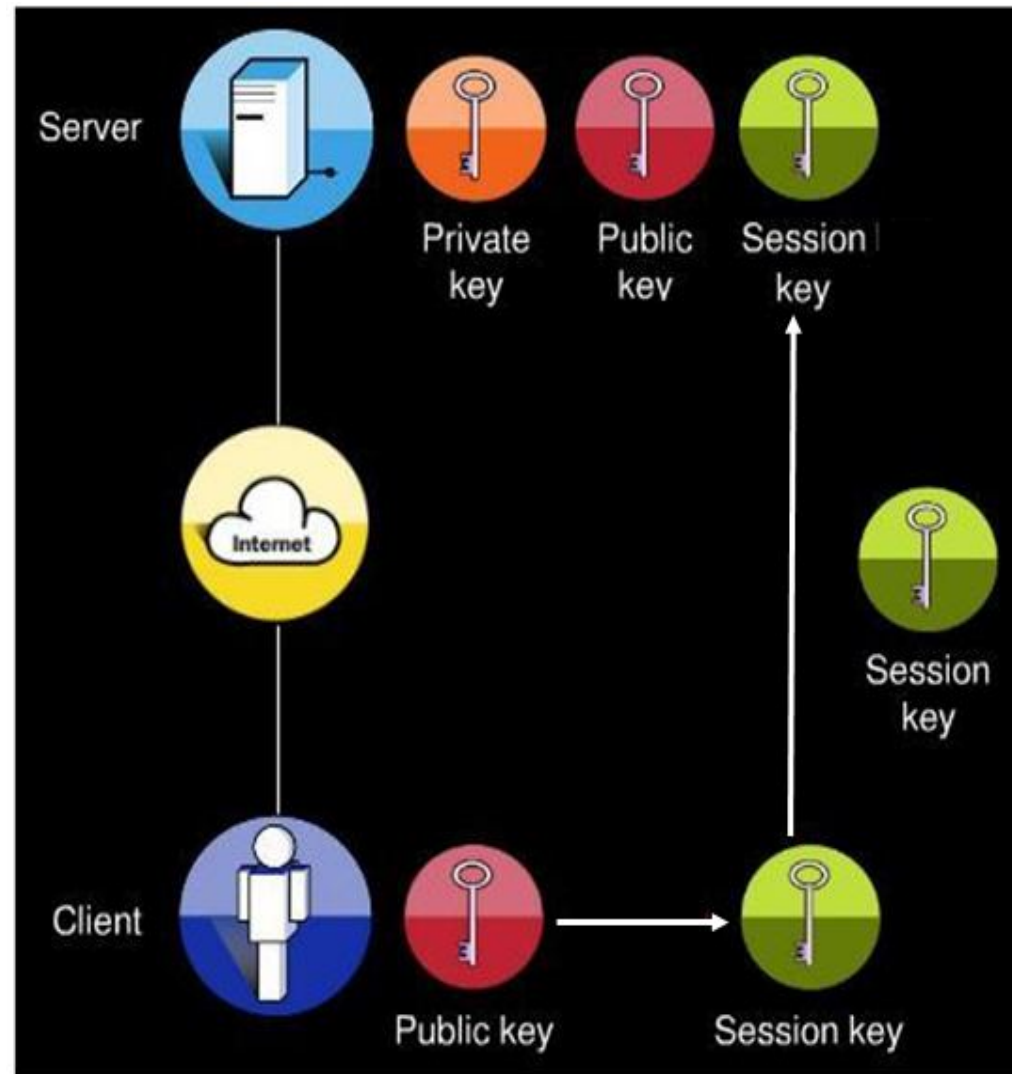 Server
Private
key
Public
key
Session
key
Internet
Session
key
Client
Public key
Session key